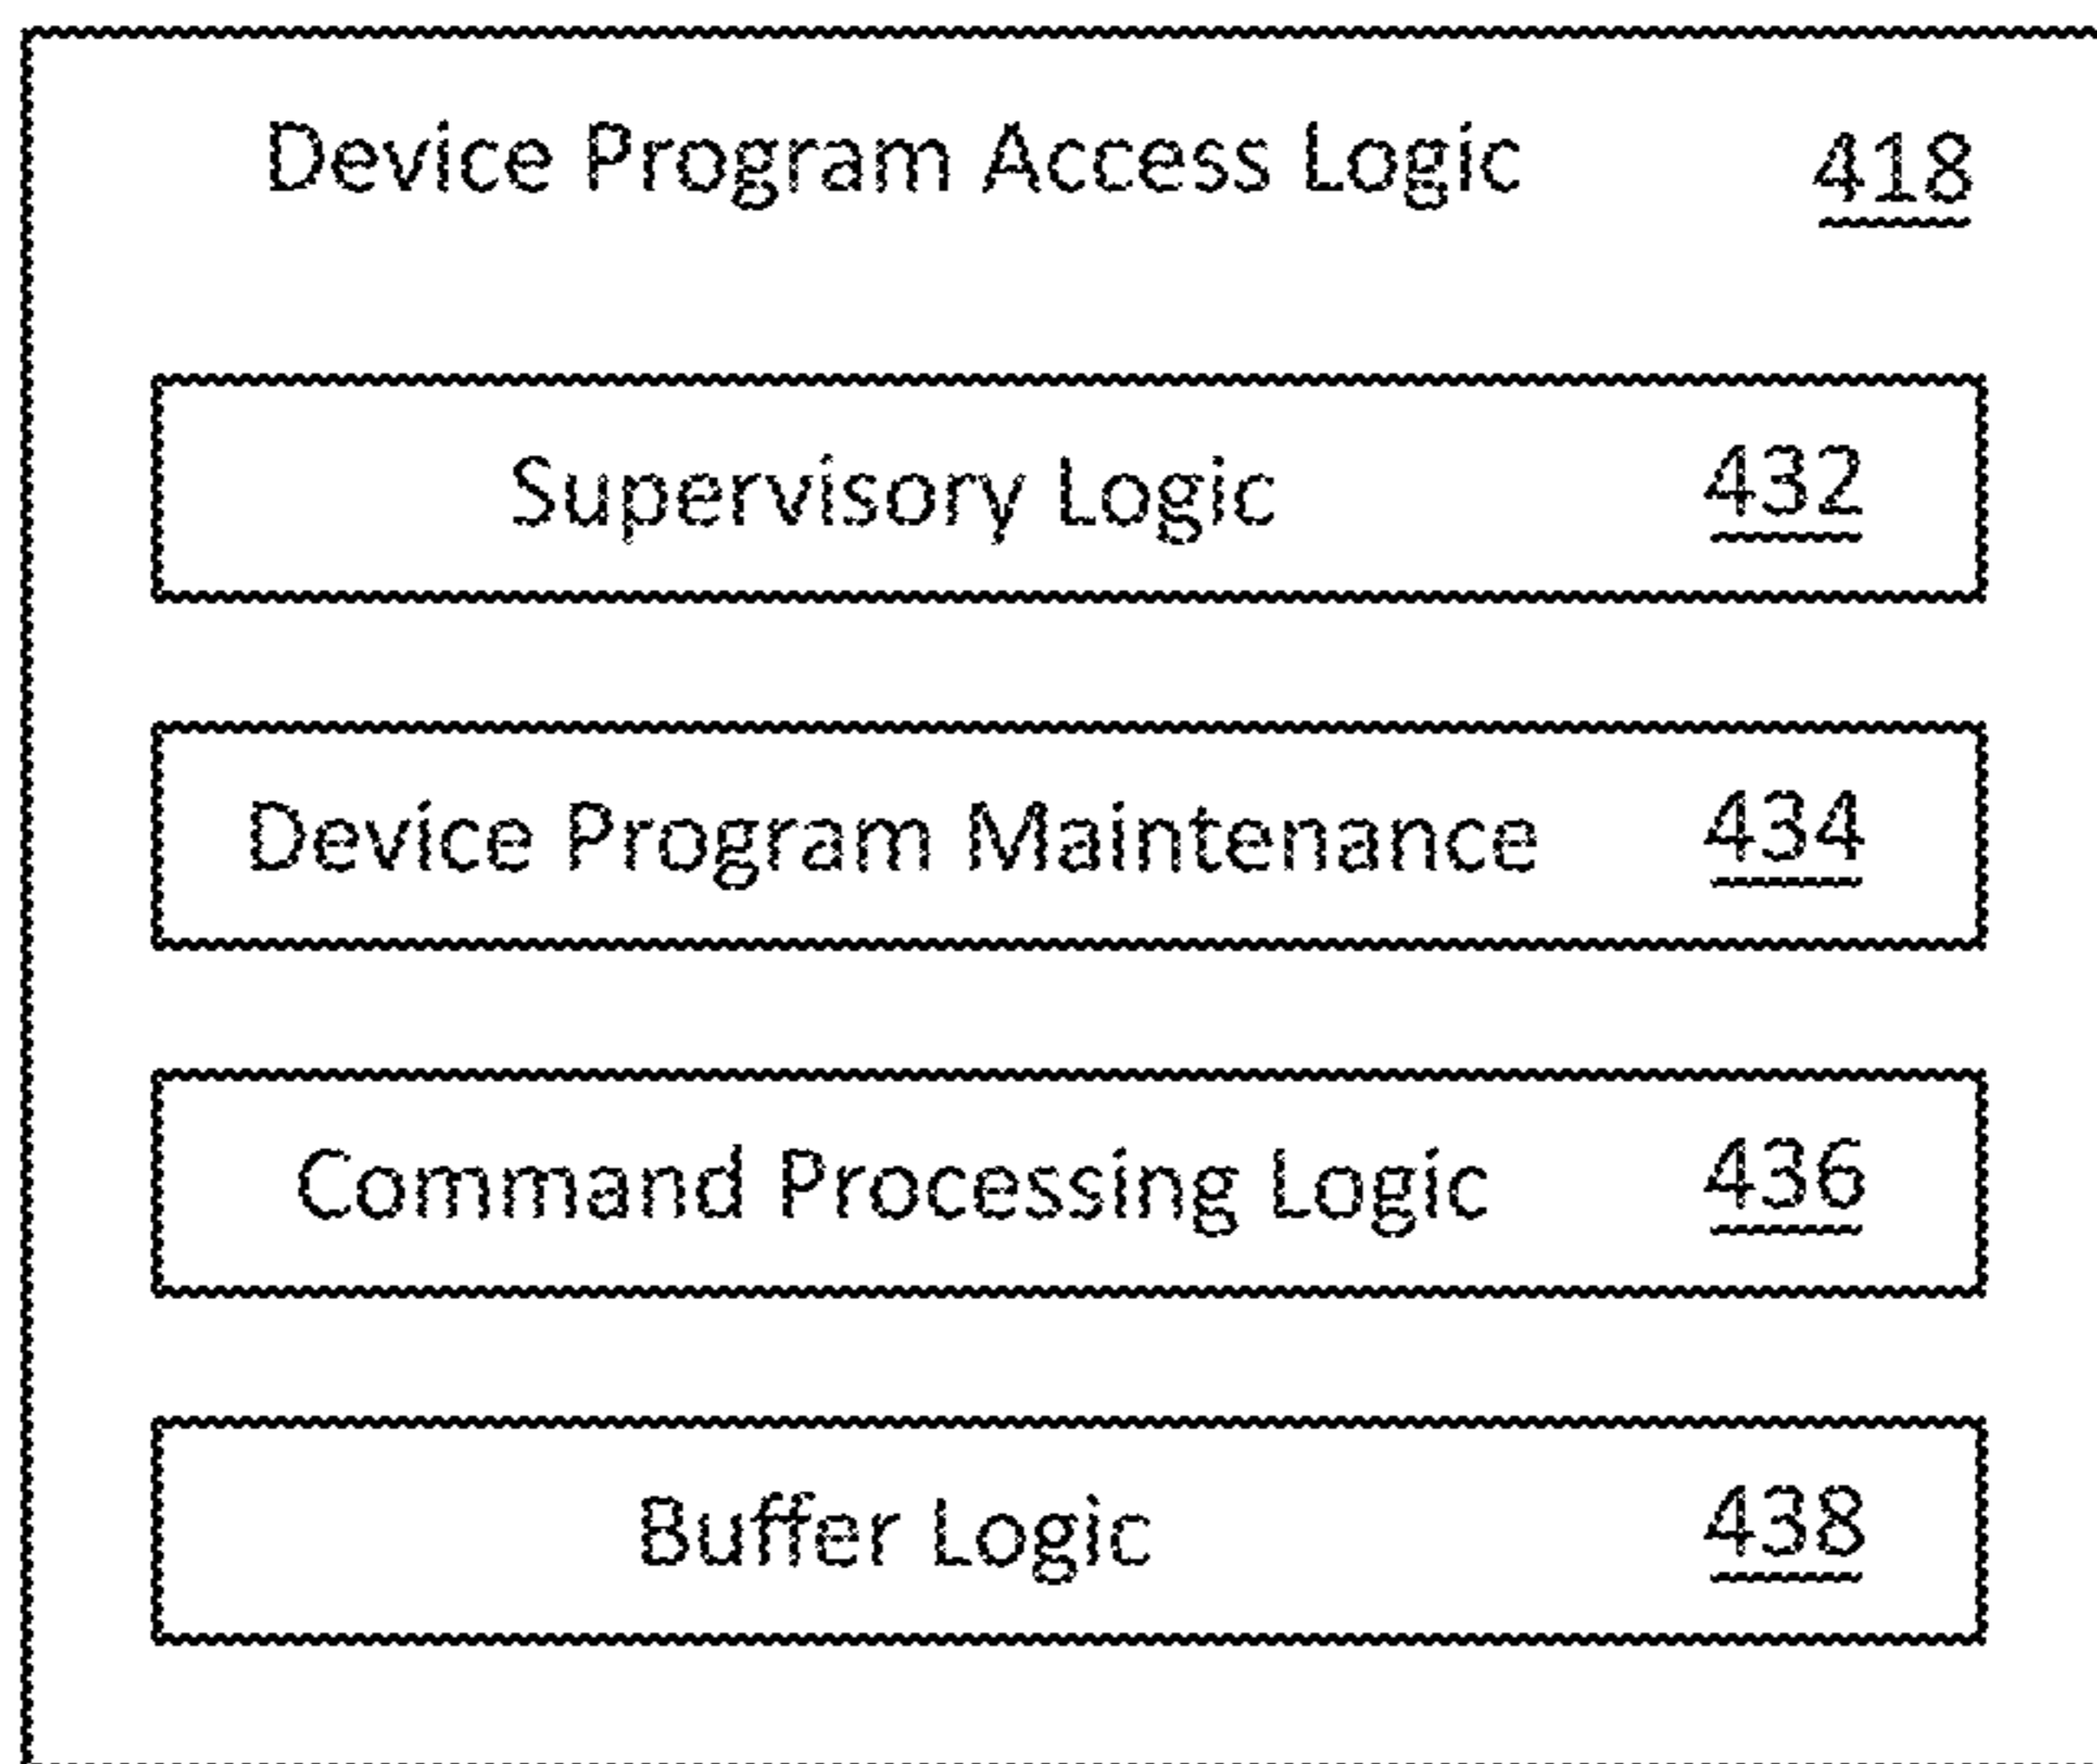 Device Program Access Logic 418
Supervisory Logic 432
Device Program Maintenance 434
Command Processing Logic 436
Buffer Logic 438